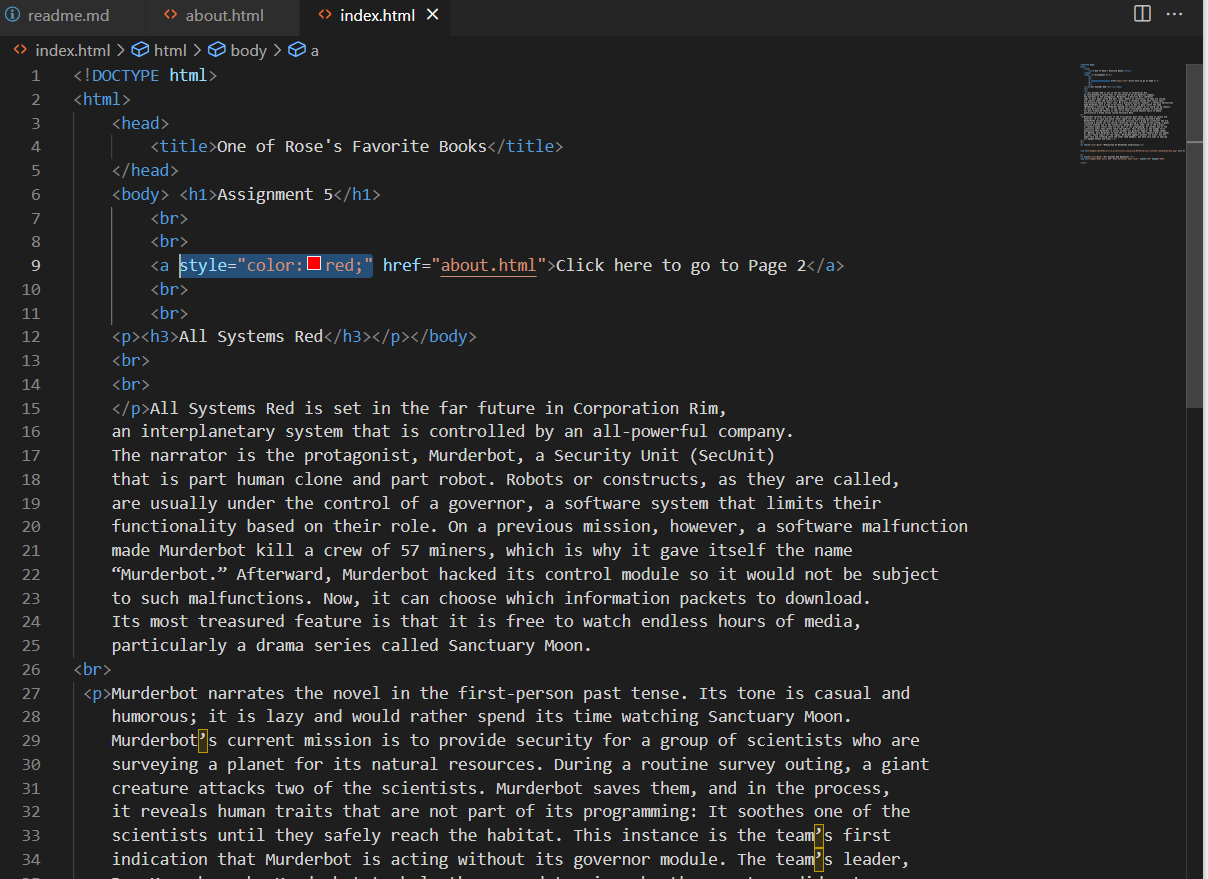 readme.md about.html index.html
index.html > html > body > a
1 <!DOCTYPE html>
2 <html>
3 <head>
4 <title>One of Rose's Favorite Books</title>
5 </head>
6 <body> <h1>Assignment 5</h1>
7 <br>
8 <br>
9 <a style="color: red;" href="about.html">Click here to go to Page 2</a>
10 <br>
11 <br>
12 <p><h3>All Systems Red</h3></p></body>
13 <br>
14 <br>
15 </p>All Systems Red is set in the far future in Corporation Rim,
16 an interplanetary system that is controlled by an all-powerful company.
17 The narrator is the protagonist, Murderbot, a Security Unit (SecUnit)
18 that is part human clone and part robot. Robots or constructs, as they are called,
19 are usually under the control of a governor, a software system that limits their
20 functionality based on their role. On a previous mission, however, a software malfunction
21 made Murderbot kill a crew of 57 miners, which is why it gave itself the name
22 “Murderbot.” Afterward, Murderbot hacked its control module so it would not be subject
23 to such malfunctions. Now, it can choose which information packets to download.
24 Its most treasured feature is that it is free to watch endless hours of media,
25 particularly a drama series called Sanctuary Moon.
26 <br>
27 <p>Murderbot narrates the novel in the first-person past tense. Its tone is casual and
28 humorous; it is lazy and would rather spend its time watching Sanctuary Moon.
29 Murderbot’s current mission is to provide security for a group of scientists who are
30 surveying a planet for its natural resources. During a routine survey outing, a giant
31 creature attacks two of the scientists. Murderbot saves them, and in the process,
32 it reveals human traits that are not part of its programming: It soothes one of the
33 scientists until they safely reach the habitat. This instance is the team’s first
34 indication that Murderbot is acting without its governor module. The team’s leader,